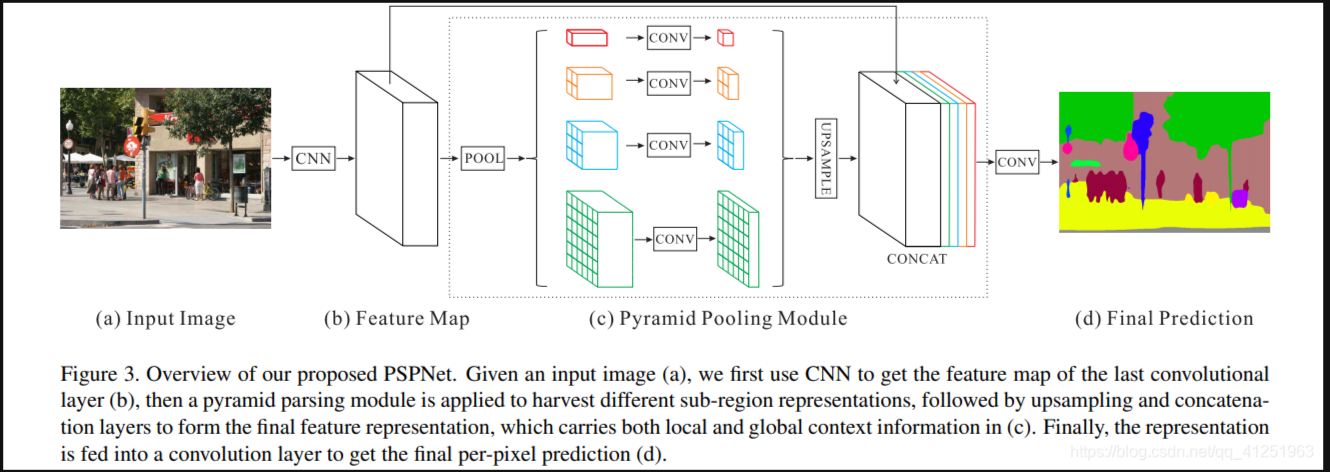 CNN
POOL
CONV
CONV
CONV
CONV
UPSAMPLE
CONCAT
CONV
(a) Input Image
(b) Feature Map
(c) Pyramid Pooling Module
(d) Final Prediction
Figure 3. Overview of our proposed PSPNet. Given an input image (a), we first use CNN to get the feature map of the last convolutional
layer (b), then a pyramid parsing module is applied to harvest different sub-region representations, followed by upsampling and concatena-
tion layers to form the final feature representation, which carries both local and global context information in (c). Finally, the representation
is fed into a convolution layer to get the final per-pixel prediction (d).
https://blog.csdn.net/qq_41251963